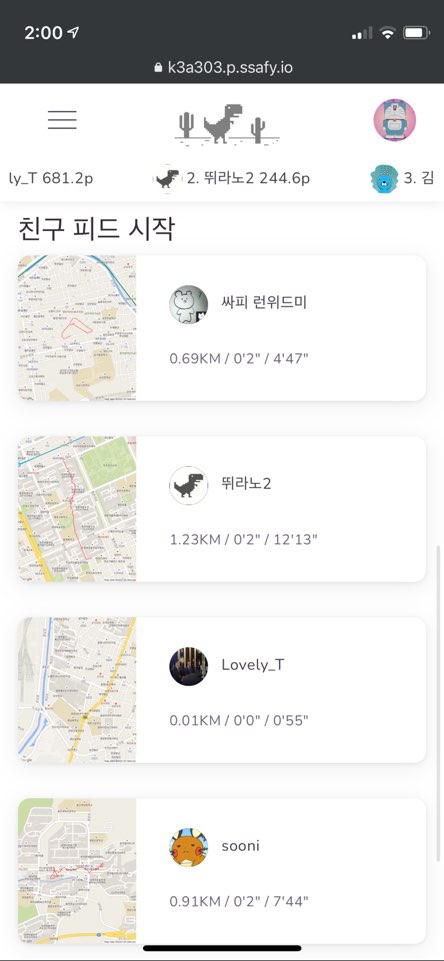 2:00
k3a303.p.ssafy.io
ly_T 681.2p 2. 뛰라노2 244.6p 3. 김
친구 피드 시작
싸피 런위드미
0.69KM / 0'2" / 4'47"
뛰라노2
1.23KM / 0'2" / 12'13"
Lovely_T
0.01KM / 0'0" / 0'55"
sooni
0.91KM / 0'2" / 7'44"